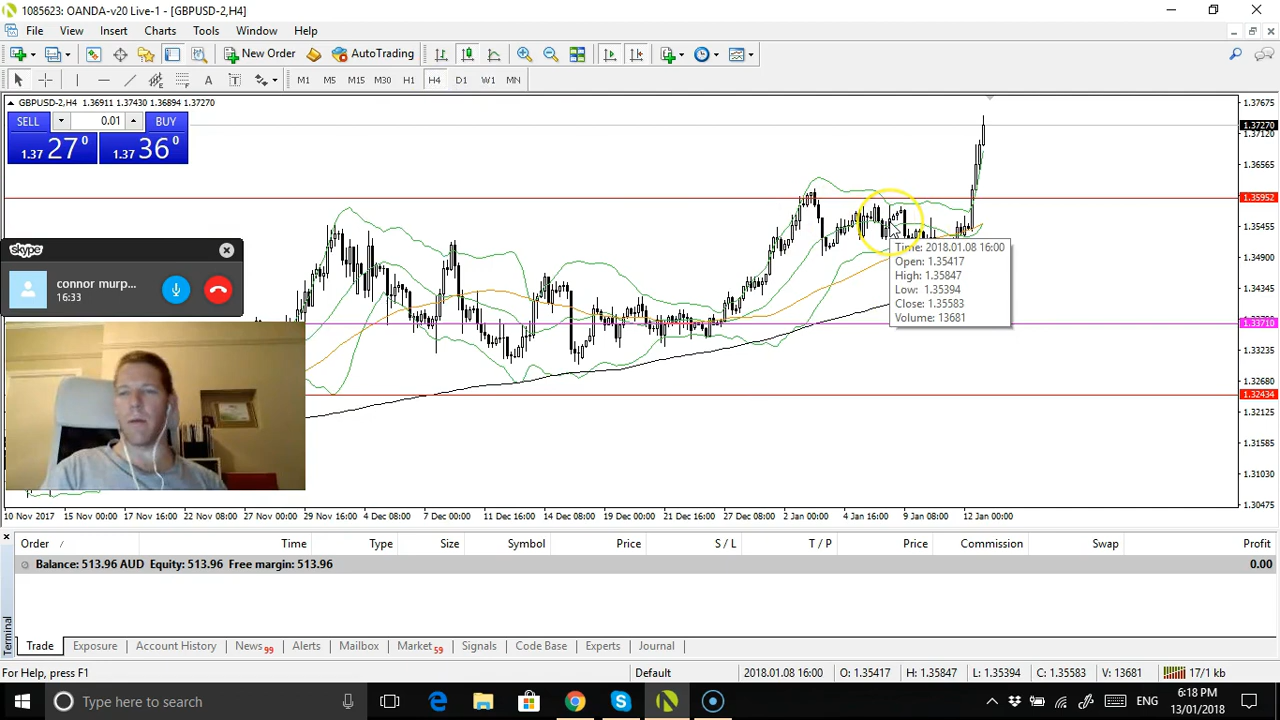 1085623: OANDA-v20 Live-1 - [GBPUSD-2,H4]
File View Insert Charts Tools Window Help
New Order AutoTrading
A T M1 M5 M15 M30 H1 H4 D1 W1 MN
GBPUSD-2,H4 1.36911 1.37430 1.36894 1.37270
SELL 0.01 BUY
1.37 27 0 1.37 36 0
1.37675
1.37270
1.37120
1.36565
1.35952
1.35455
1.34900
1.34345
1.33710
1.33235
1.32680
1.32434
1.32125
1.31585
1.31030
1.30475
skype
connor murp...
16:33
Time: 2018.01.08 16:00
Open: 1.35417
High: 1.35847
Low: 1.35394
Close: 1.35583
Volume: 13681
10 Nov 2017 15 Nov 00:00 17 Nov 16:00 22 Nov 08:00 27 Nov 00:00 29 Nov 16:00 4 Dec 08:00 7 Dec 00:00 11 Dec 16:00 14 Dec 08:00 19 Dec 00:00 21 Dec 16:00 27 Dec 08:00 2 Jan 00:00 4 Jan 16:00 9 Jan 08:00 12 Jan 00:00
Order / Time Type Size Symbol Price S / L T / P Price Commission Swap Profit
Balance: 513.96 AUD Equity: 513.96 Free margin: 513.96 0.00
Terminal
Trade Exposure Account History News 99 Alerts Mailbox Market 59 Signals Code Base Experts Journal
For Help, press F1 Default 2018.01.08 16:00 O: 1.35417 H: 1.35847 L: 1.35394 C: 1.35583 V: 13681 17/1 kb
Type here to search ENG 6:18 PM
13/01/2018